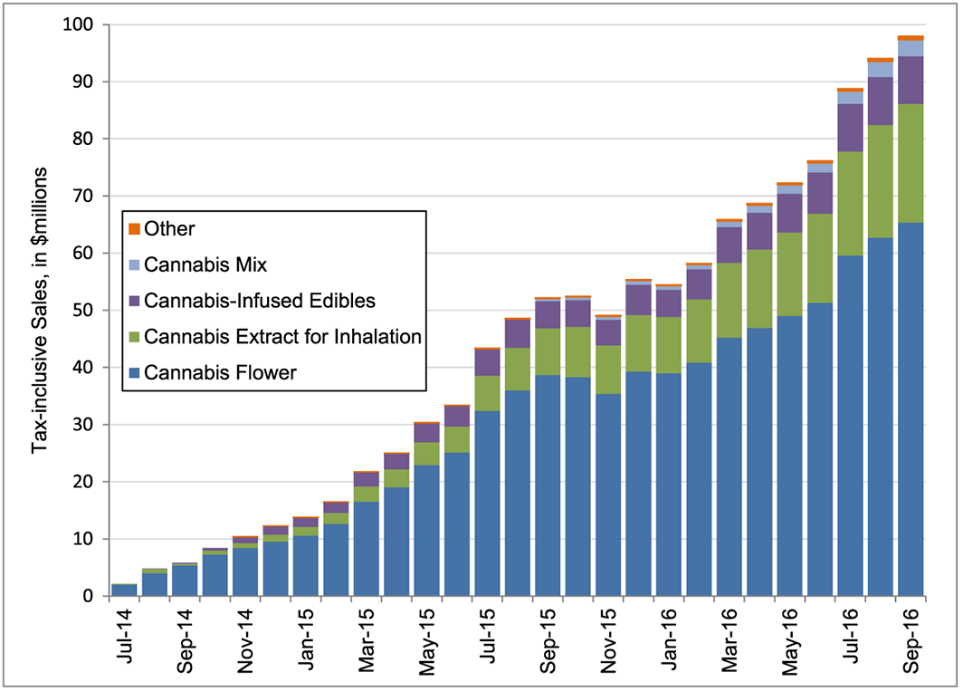 Tax-inclusive Sales, in $millions
100
90
80
70
60
50
40
30
20
10
0
Other
Cannabis Mix
Cannabis-Infused Edibles
Cannabis Extract for Inhalation
Cannabis Flower
Jul-14
Sep-14
Nov-14
Jan-15
Mar-15
May-15
Jul-15
Sep-15
Nov-15
Jan-16
Mar-16
May-16
Jul-16
Sep-16